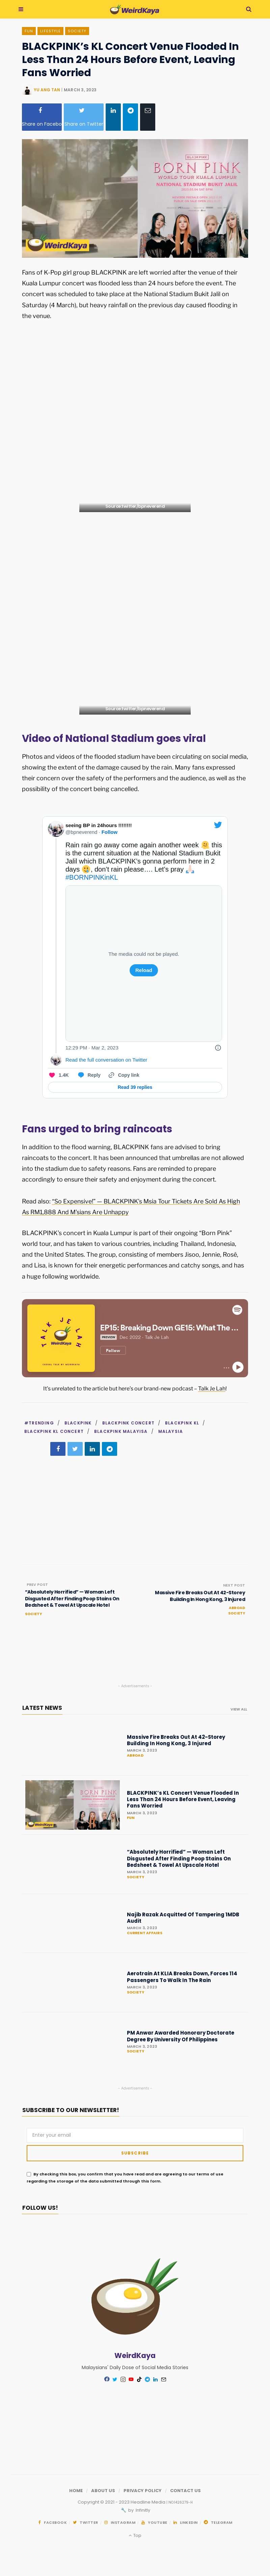 WeirdKaya
FUN
LIFESTYLE
SOCIETY
BLACKPINK’s KL Concert Venue Flooded In
Less Than 24 Hours Before Event, Leaving
Fans Worried
FU ANG TAN | MARCH 3, 2023
Share on Facebo
Share on Twitter
WeirdKaya
BLACKPINK
BORN PINK
WORLD TOUR KUALA LUMPUR
NATIONAL STADIUM BUKIT JALIL
Fans of K-Pop girl group BLACKPINK are left worried after the venue of their
Kuala Lumpur concert was flooded less than 24 hours before the event. The
concert was scheduled to take place at the National Stadium Bukit Jalil on
Saturday (4 March), but heavy rainfall on the previous day caused flooding in
the venue.
Video of National Stadium goes viral
Photos and videos of the flooded stadium have been circulating on social media,
showing the extent of the damage caused by the rain. Many fans expressed
their concern over the safety of the performers and the audience, as well as the
possibility of the concert being cancelled.
seeing BP in 24hours !!!!!!!!!
@bpneverend · Follow
Rain rain go away come again another week 🫠 this
is the current situation at the National Stadium Bukit
Jalil which BLACKPINK’s gonna perform here in 2
days 🥲, don’t rain please…. Let’s pray 🙏🏻
#BORNPINKinKL
The media could not be played.
Reload
12:29 PM · Mar 2, 2023
Read the full conversation on Twitter
1.4K
Reply
Copy link
Read 39 replies
Fans urged to bring raincoats
In addition to the flood warning, BLACKPINK fans are advised to bring
raincoats to the concert. It has been announced that umbrellas are not allowed
into the stadium due to safety reasons, and attendees should prepare
accordingly to ensure their safety and enjoyment.
Read also: “So Expensive!” — BLACKPINK’s Msia Tour Tickets Are Sold As High
As RM1,888 And M’sians Are Unhappy
BLACKPINK’s concert in Kuala Lumpur is part of their ongoing “Born Pink”
world tour, and has taken to various countries, including Thailand, Indonesia,
and the United States. The group, consisting of members Jisoo, Jennie, Rosé,
and Lisa, is known for their energetic performances and catchy songs, and has
a huge following worldwide.
TALK JE LAH
EP15: Breaking Down GE15: What The ...
PREVIEW Dec 2022 · Talk Je Lah
Follow
It’s unrelated to the article but here’s our brand-new podcast – Talk Je Lah!
#TRENDING / BLACKPINK / BLACKPINK CONCERT / BLACKPINK KL /
BLACKPINK KL CONCERT / BLACKPINK MALAYISA / MALAYSIA
PREV POST
“Absolutely Horrified” — Woman Left
Disgusted After Finding Poop Stains On
Bedsheet & Towel At Upscale Hotel
SOCIETY
NEXT POST
Massive Fire Breaks Out At 42-Storey
Building In Hong Kong, 3 Injured
ABROAD
SOCIETY
- Advertisements -
LATEST NEWS
VIEW ALL
Massive Fire Breaks Out At 42-Storey
Building In Hong Kong, 3 Injured
MARCH 3, 2023
ABROAD
BLACKPINK’s KL Concert Venue Flooded In
Less Than 24 Hours Before Event, Leaving
Fans Worried
MARCH 3, 2023
FUN
“Absolutely Horrified” — Woman Left
Disgusted After Finding Poop Stains On
Bedsheet & Towel At Upscale Hotel
MARCH 3, 2023
SOCIETY
Najib Razak Acquitted Of Tampering 1MDB
Audit
MARCH 3, 2023
CURRENT AFFAIRS
Aerotrain At KLIA Breaks Down, Forces 114
Passengers To Walk In The Rain
MARCH 3, 2023
SOCIETY
PM Anwar Awarded Honorary Doctorate
Degree By University Of Philippines
MARCH 3, 2023
SOCIETY
- Advertisements -
SUBSCRIBE TO OUR NEWSLETTER!
Enter your email
SUBSCRIBE
By checking this box, you confirm that you have read and are agreeing to our terms of use
regarding the storage of the data submitted through this form.
FOLLOW US!
WeirdKaya
Malaysians' Daily Dose of Social Media Stories
HOME / ABOUT US / PRIVACY POLICY / CONTACT US
Copyright © 2021 - 2023 Headline Media
by Infinity
FACEBOOK
TWITTER
INSTAGRAM
YOUTUBE
LINKEDIN
TELEGRAM
Top